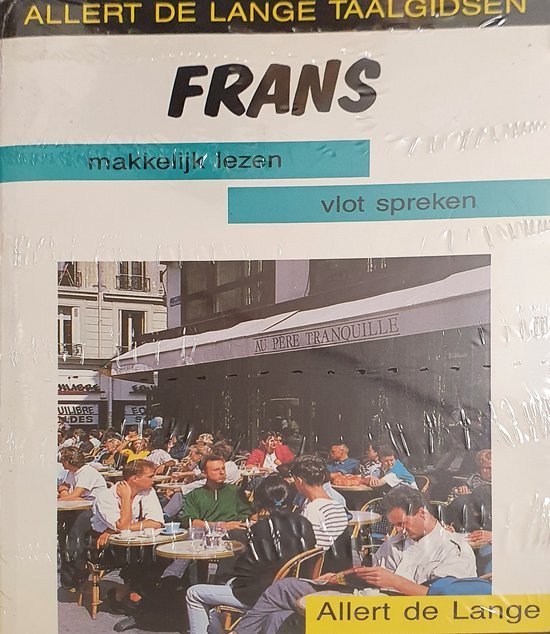 ALLERT DE LANGE TAALGIDSEN
FRANS
makkelijk lezen
vlot spreken
AU PÈRE TRANQUILLE
Allert de Lange